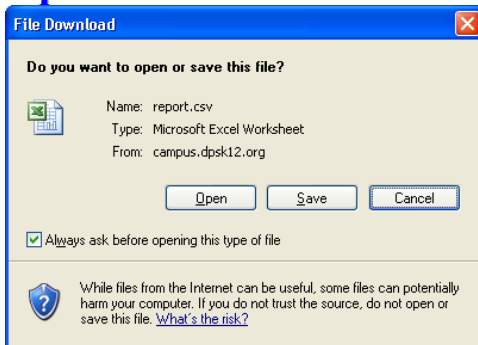 File Download
Do you want to open or save this file?
Name: report.csv
Type: Microsoft Excel Worksheet
From: campus.dpsk12.org
Open Save Cancel
Always ask before opening this type of file
While files from the Internet can be useful, some files can potentially
harm your computer. If you do not trust the source, do not open or
save this file. What's the risk?